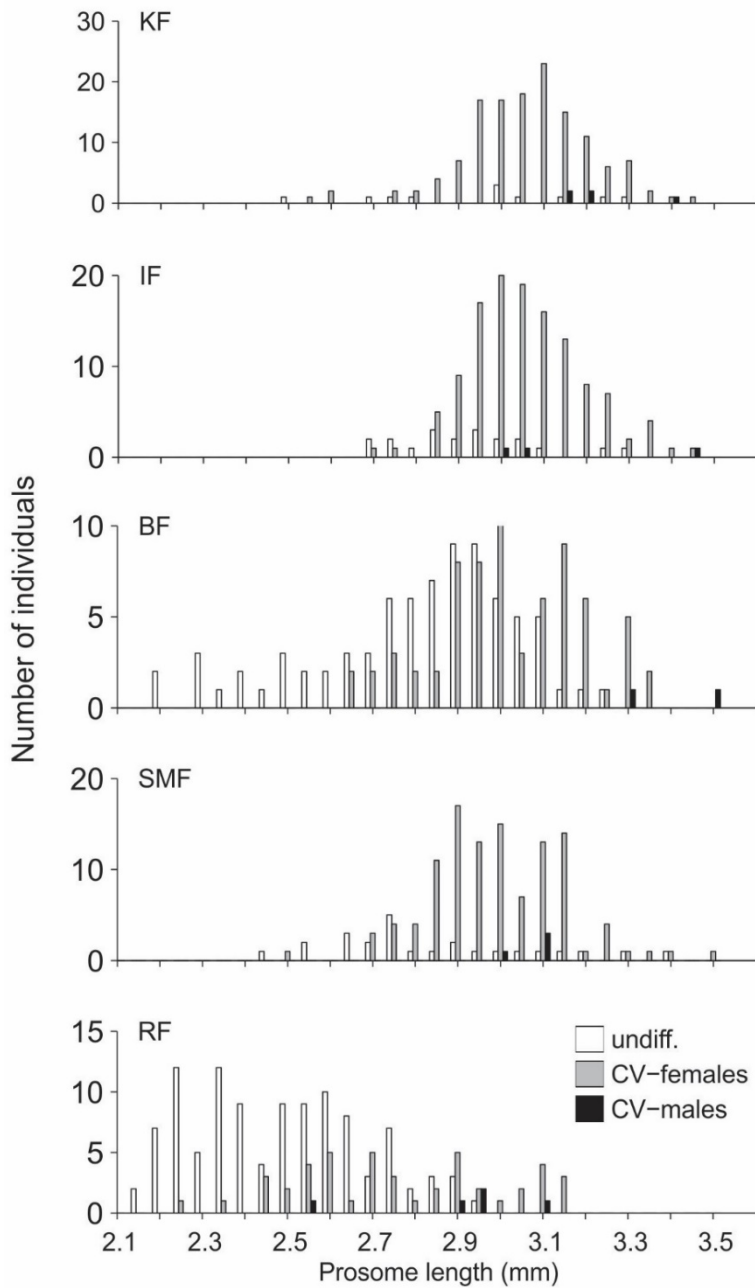 KF
30
20
10
0
IF
20
10
0
BF
10
5
0
Number of individuals
SMF
20
10
0
RF
15
10
5
0
undiff.
CV−females
CV−males
2.1 2.3 2.5 2.7 2.9 3.1 3.3 3.5
Prosome length (mm)